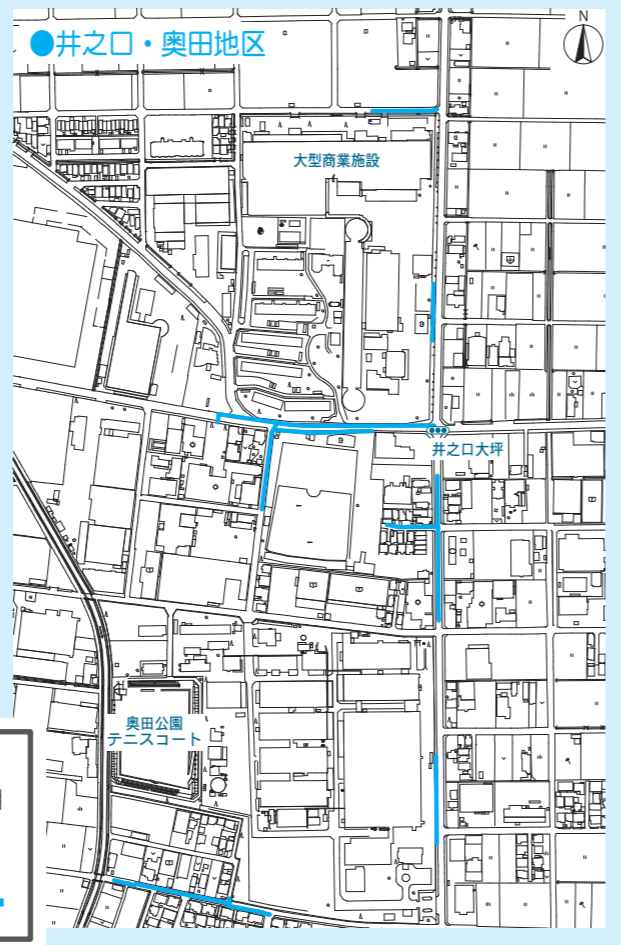 ●井之口・奥田地区
N
大型商業施設
井之口大坪
奥田公園
テニスコート